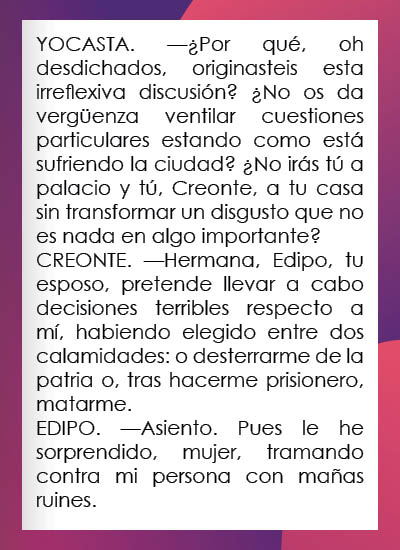 YOCASTA. —¿Por qué, oh
desdichados, originasteis esta
irreflexiva discusión? ¿No os da
vergüenza ventilar cuestiones
particulares estando como está
sufriendo la ciudad? ¿No irás tú a
palacio y tú, Creonte, a tu casa
sin transformar un disgusto que no
es nada en algo importante?
CREONTE. —Hermana, Edipo, tu
esposo, pretende llevar a cabo
decisiones terribles respecto a
mí, habiendo elegido entre dos
calamidades: o desterrarme de la
patria o, tras hacerme prisionero,
matarme.
EDIPO. —Asiento. Pues le he
sorprendido, mujer, tramando
contra mi persona con mañas
ruines.